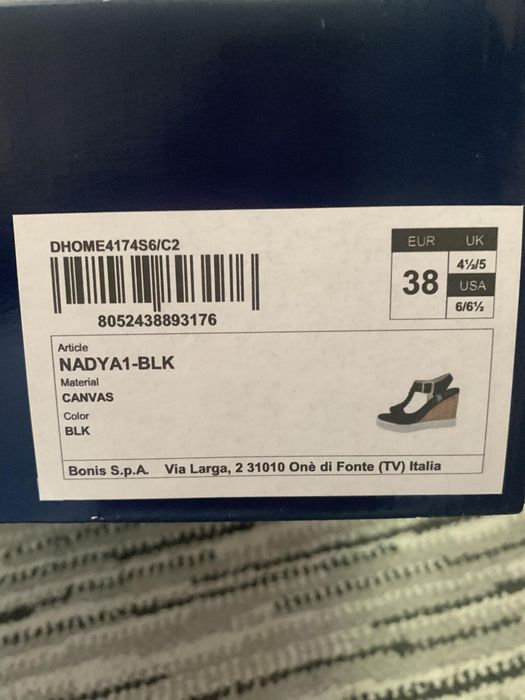 DHOME4174S6/C2
8052438893176
EUR
38
UK
4½/5
USA
6/6½
Article
NADYA1-BLK
Material
CANVAS
Color
BLK
Bonis S.p.A. Via Larga, 2 31010 Onè di Fonte (TV) Italia